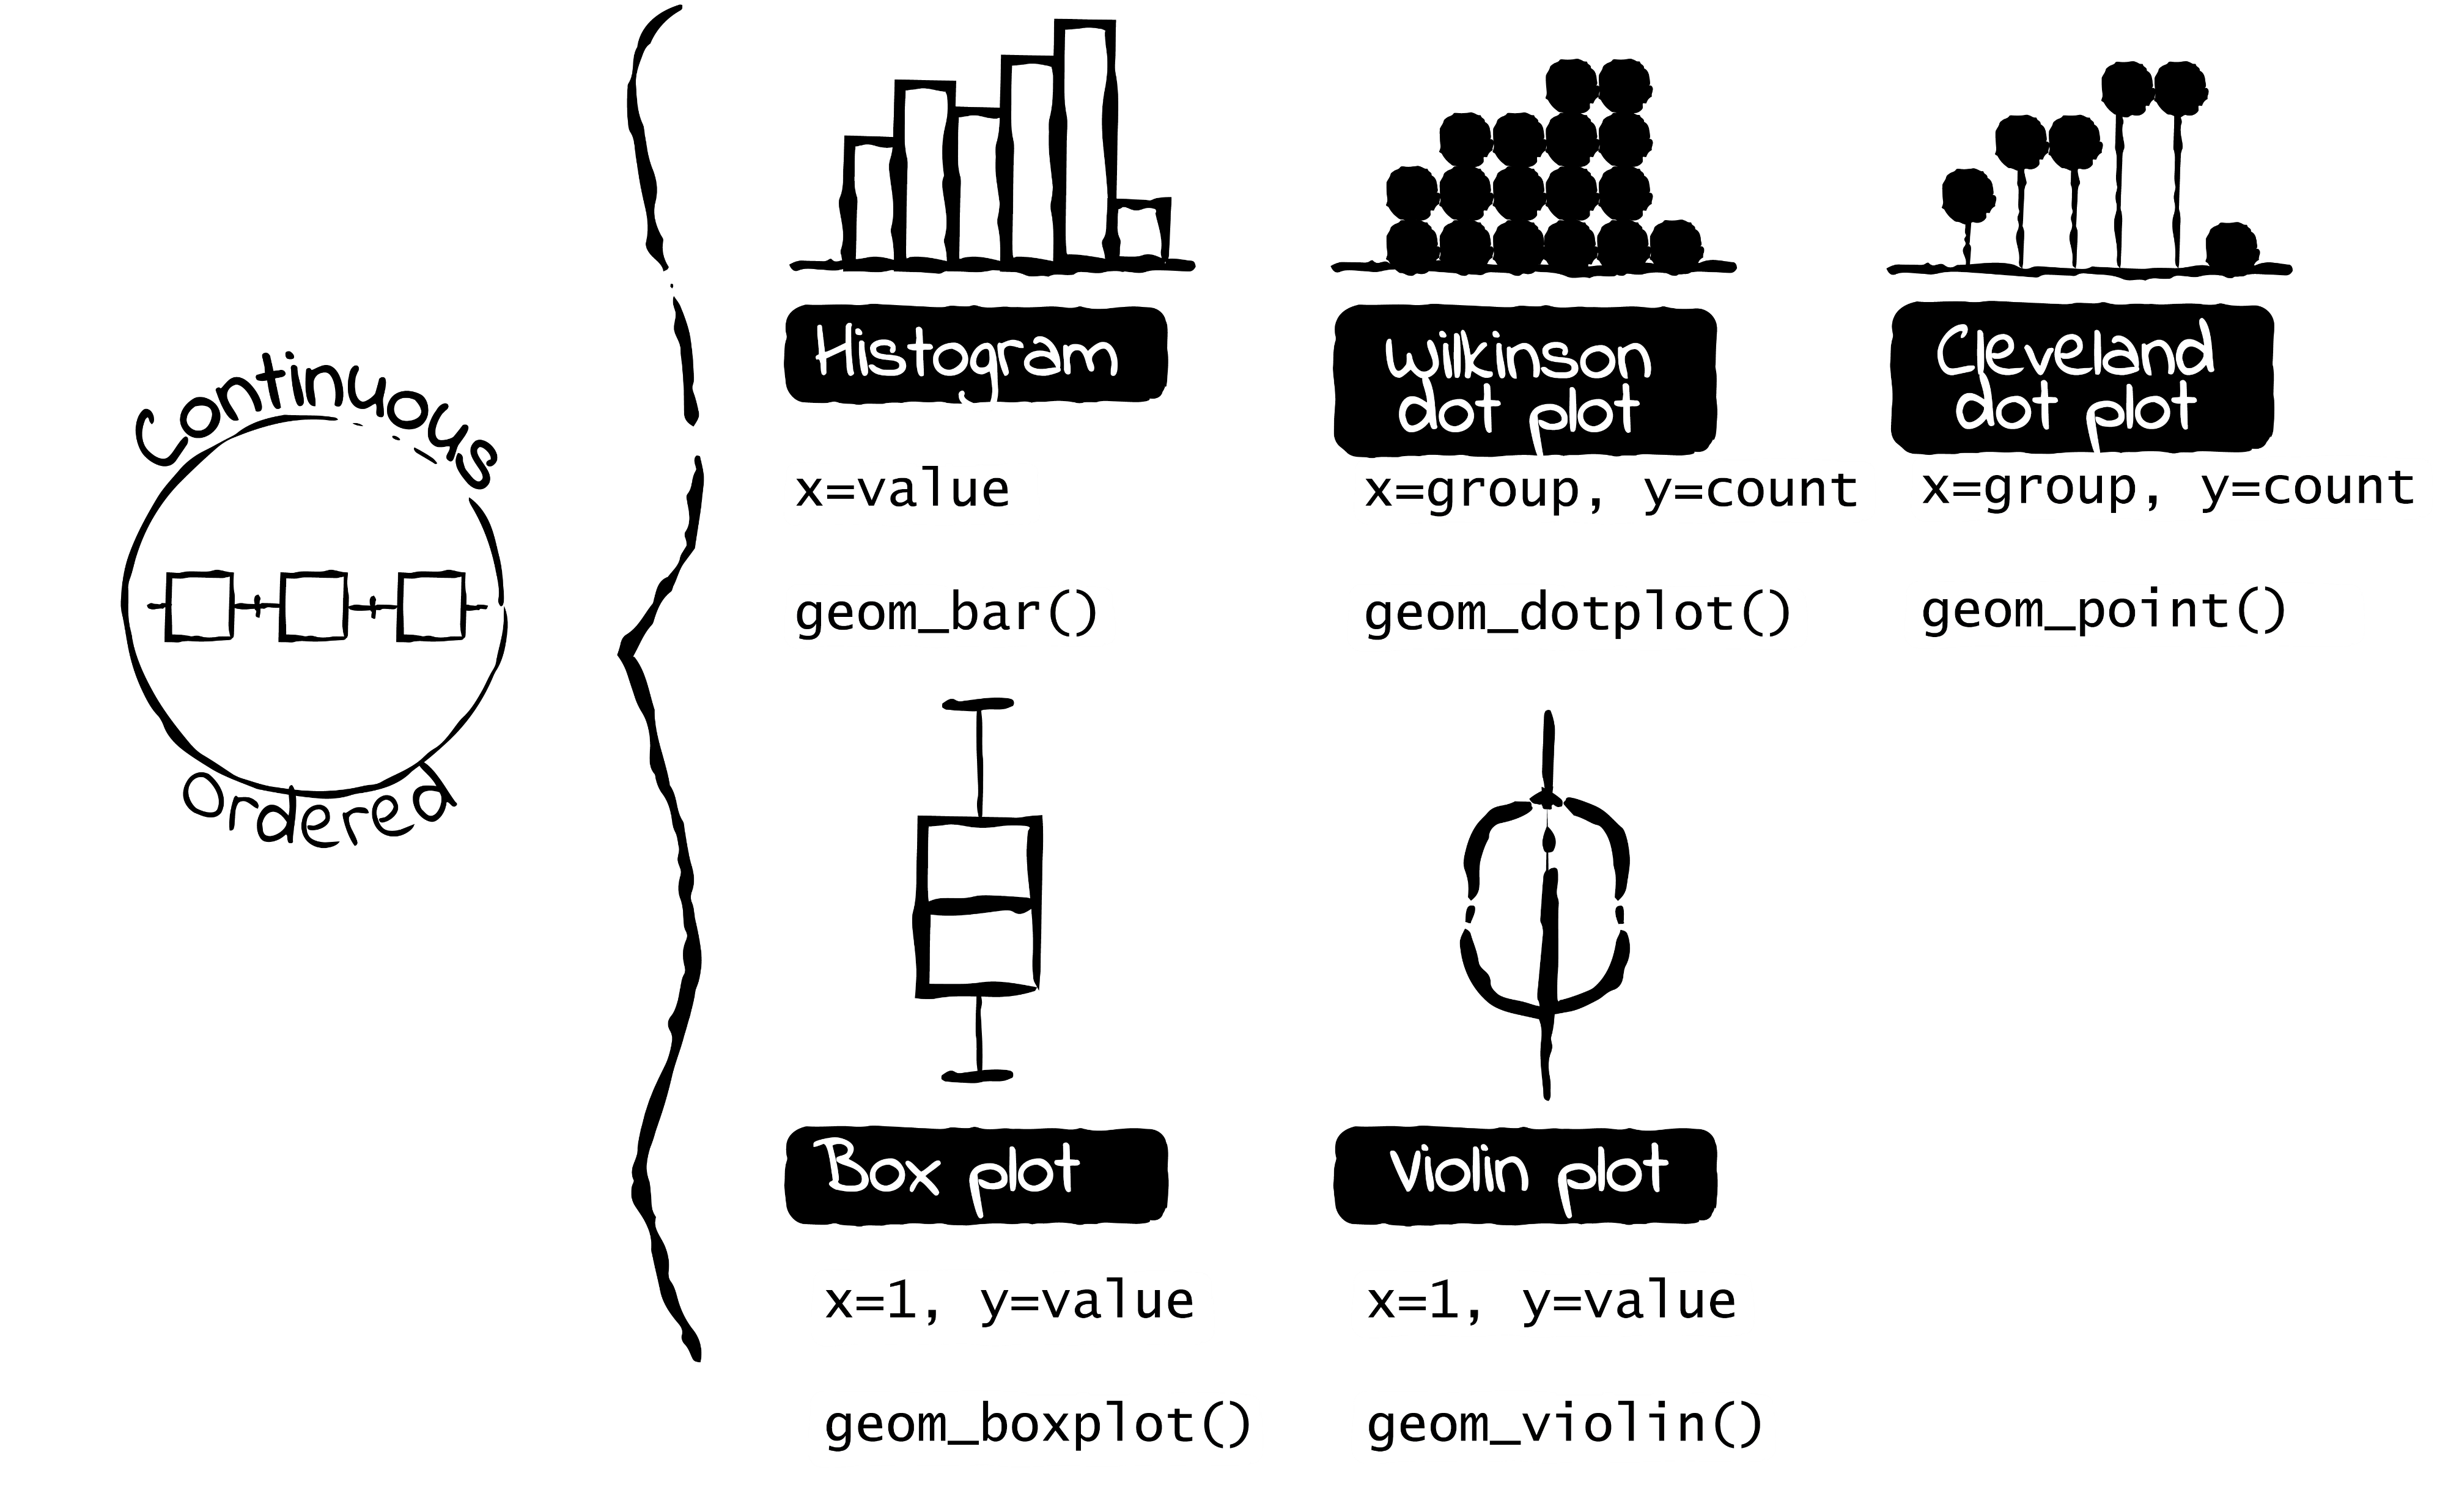 Continuous
Ordered
Histogram
x=value
geom_bar()
Wilkinson
dot plot
x=group, y=count
geom_dotplot()
Cleveland
dot plot
x=group, y=count
geom_point()
Box plot
x=1, y=value
geom_boxplot()
Violin plot
x=1, y=value
geom_violin()